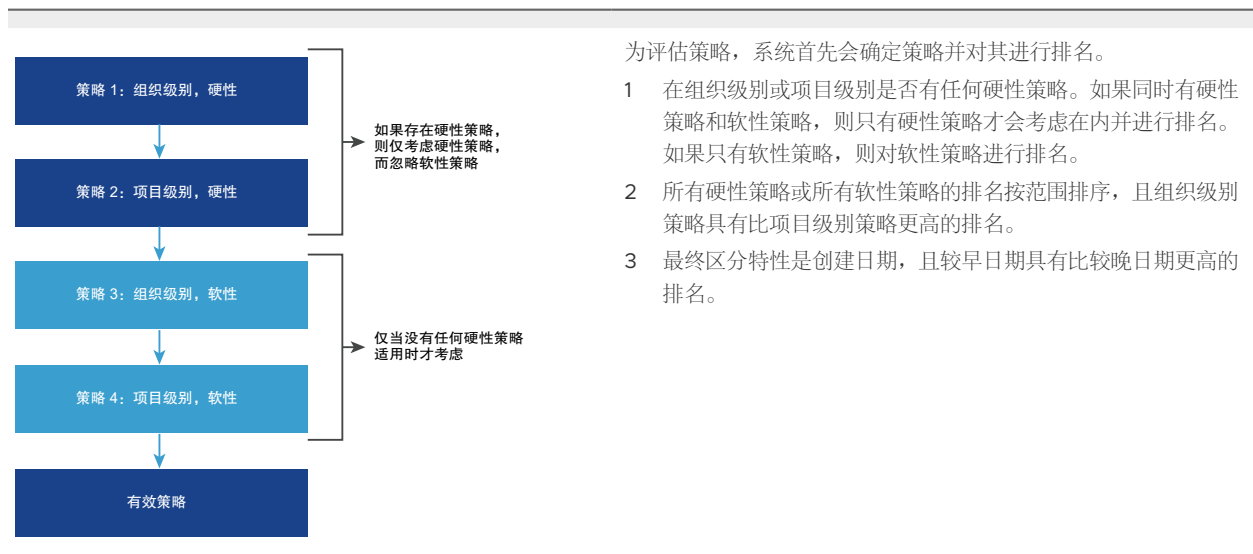 策略 1：组织级别，硬性
策略 2：项目级别，硬性
如果存在硬性策略，
则仅考虑硬性策略，
而忽略软性策略
策略 3：组织级别，软性
策略 4：项目级别，软性
仅当没有任何硬性策略
适用时才考虑
有效策略
为评估策略，系统首先会确定策略并对其进行排名。
1 在组织级别或项目级别是否有任何硬性策略。如果同时有硬性
策略和软性策略，则只有硬性策略才会考虑在内并进行排名。
如果只有软性策略，则对软性策略进行排名。
2 所有硬性策略或所有软性策略的排名按范围排序，且组织级别
策略具有比项目级别策略更高的排名。
3 最终区分特性是创建日期，且较早日期具有比较晚日期更高的
排名。